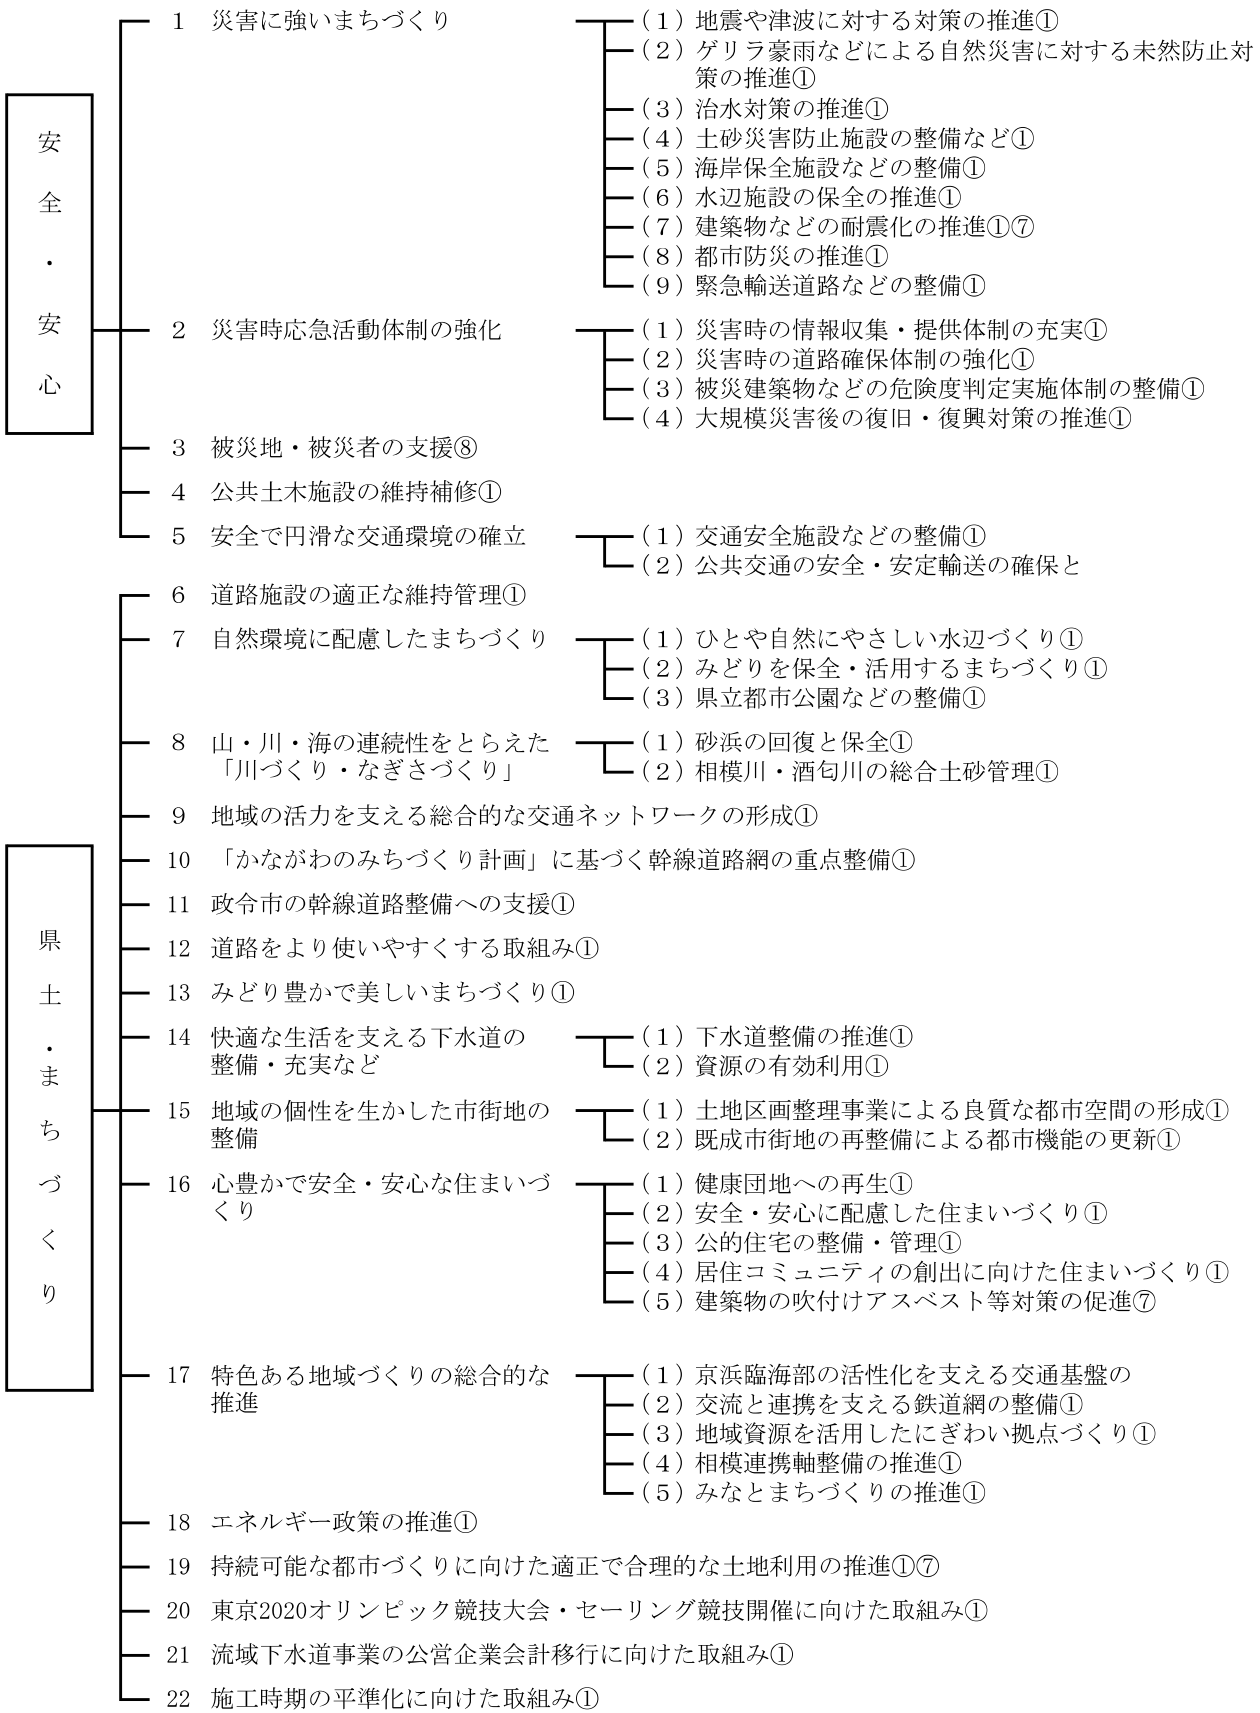 安全・安心
1 災害に強いまちづくり
(１) 地震や津波に対する対策の推進①
(２) ゲリラ豪雨などによる自然災害に対する未然防止対
策の推進①
(３) 治水対策の推進①
(４) 土砂災害防止施設の整備など①
(５) 海岸保全施設などの整備①
(６) 水辺施設の保全の推進①
(７) 建築物などの耐震化の推進①⑦
(８) 都市防災の推進①
(９) 緊急輸送道路などの整備①
2 災害時応急活動体制の強化
(１) 災害時の情報収集・提供体制の充実①
(２) 災害時の道路確保体制の強化①
(３) 被災建築物などの危険度判定実施体制の整備①
(４) 大規模災害後の復旧・復興対策の推進①
3 被災地・被災者の支援⑧
4 公共土木施設の維持補修①
5 安全で円滑な交通環境の確立
(１) 交通安全施設などの整備①
(２) 公共交通の安全・安定輸送の確保と
県土・まちづくり
6 道路施設の適正な維持管理①
7 自然環境に配慮したまちづくり
(１) ひとや自然にやさしい水辺づくり①
(２) みどりを保全・活用するまちづくり①
(３) 県立都市公園などの整備①
8 山・川・海の連続性をとらえた
「川づくり・なぎさづくり」
(１) 砂浜の回復と保全①
(２) 相模川・酒匂川の総合土砂管理①
9 地域の活力を支える総合的な交通ネットワークの形成①
10 「かながわのみちづくり計画」に基づく幹線道路網の重点整備①
11 政令市の幹線道路整備への支援①
12 道路をより使いやすくする取組み①
13 みどり豊かで美しいまちづくり①
14 快適な生活を支える下水道の
整備・充実など
(１) 下水道整備の推進①
(２) 資源の有効利用①
15 地域の個性を生かした市街地の
整備
(１) 土地区画整理事業による良質な都市空間の形成①
(２) 既成市街地の再整備による都市機能の更新①
16 心豊かで安全・安心な住まいづ
くり
(１) 健康団地への再生①
(２) 安全・安心に配慮した住まいづくり①
(３) 公的住宅の整備・管理①
(４) 居住コミュニティの創出に向けた住まいづくり①
(５) 建築物の吹付けアスベスト等対策の促進⑦
17 特色ある地域づくりの総合的な
推進
(１) 京浜臨海部の活性化を支える交通基盤の
(２) 交流と連携を支える鉄道網の整備①
(３) 地域資源を活用したにぎわい拠点づくり①
(４) 相模連携軸整備の推進①
(５) みなとまちづくりの推進①
18 エネルギー政策の推進①
19 持続可能な都市づくりに向けた適正で合理的な土地利用の推進①⑦
20 東京2020オリンピック競技大会・セーリング競技開催に向けた取組み①
21 流域下水道事業の公営企業会計移行に向けた取組み①
22 施工時期の平準化に向けた取組み①